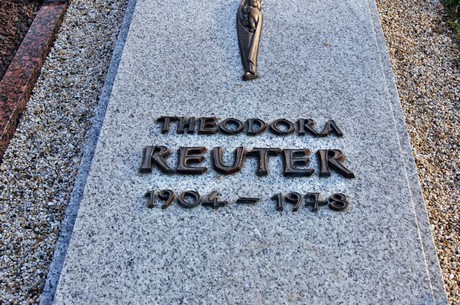 THEODORA
REUTER
1904 - 1978